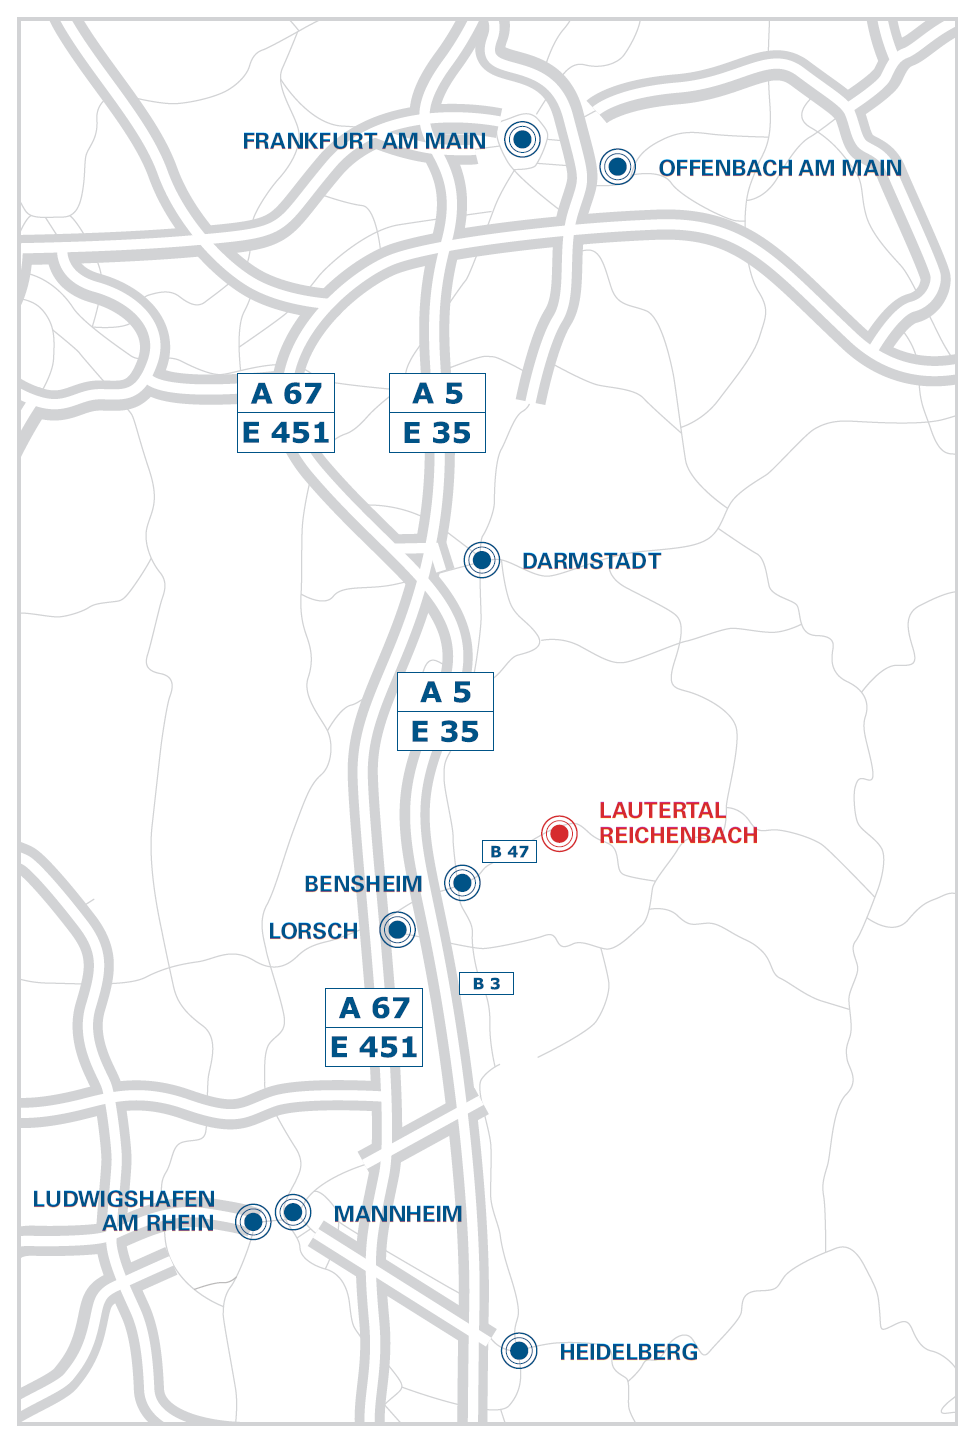 FRANKFURT AM MAIN
OFFENBACH AM MAIN
A 67
E 451
A 5
E 35
DARMSTADT
A 5
E 35
LAUTERTAL
REICHENBACH
B 47
BENSHEIM
LORSCH
B 3
A 67
E 451
LUDWIGSHAFEN
AM RHEIN
MANNHEIM
HEIDELBERG